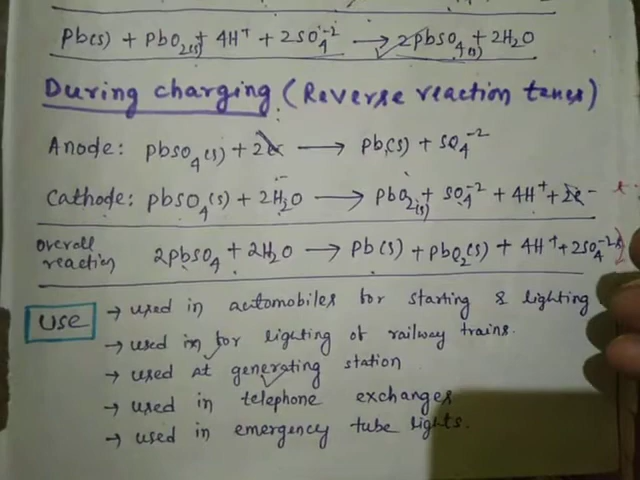 Pb(s) + PbO₂(s) + 4H⁺ + 2SO₄⁻² → 2PbSO₄(s) + 2H₂O
During charging (Reverse reaction takes)
Anode: PbSO₄(s) + 2e⁻ → Pb(s) + SO₄⁻²
Cathode: PbSO₄(s) + 2H₂O → PbO₂(s) + SO₄⁻² + 4H⁺ + 2e⁻
Overall reaction 2PbSO₄ + 2H₂O → Pb(s) + PbO₂(s) + 4H⁺ + 2SO₄⁻²
Use → used in automobiles for starting & lighting
→ used in for lighting of railway trains.
→ used at generating station
→ used in telephone exchanges
→ used in emergency tube lights.